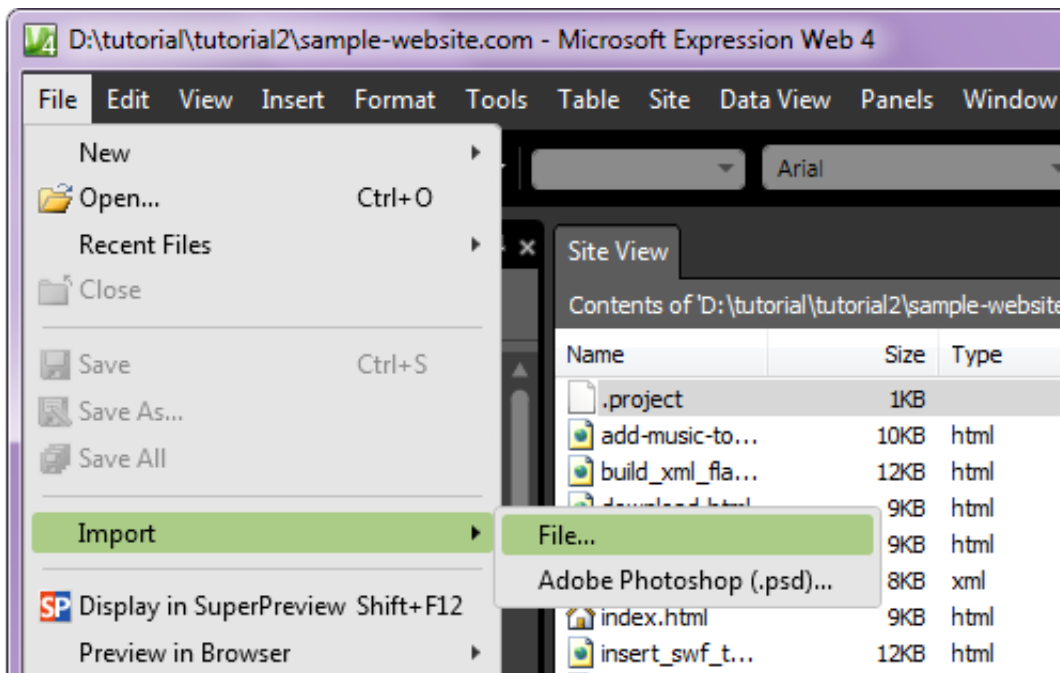 D:\tutorial\tutorial2\sample-website.com - Microsoft Expression Web 4
File Edit View Insert Format Tools Table Site Data View Panels Window
New
Open... Ctrl+O
Recent Files
Close
Save Ctrl+S
Save As...
Save All
Import
Display in SuperPreview Shift+F12
Preview in Browser
File...
Adobe Photoshop (.psd)...
Arial
Site View
Contents of 'D:\tutorial\tutorial2\sample-website
Name Size Type
.project 1KB
add-music-to... 10KB html
build_xml_fla... 12KB html
9KB html
9KB html
8KB xml
index.html 9KB html
insert_swf_t... 12KB html